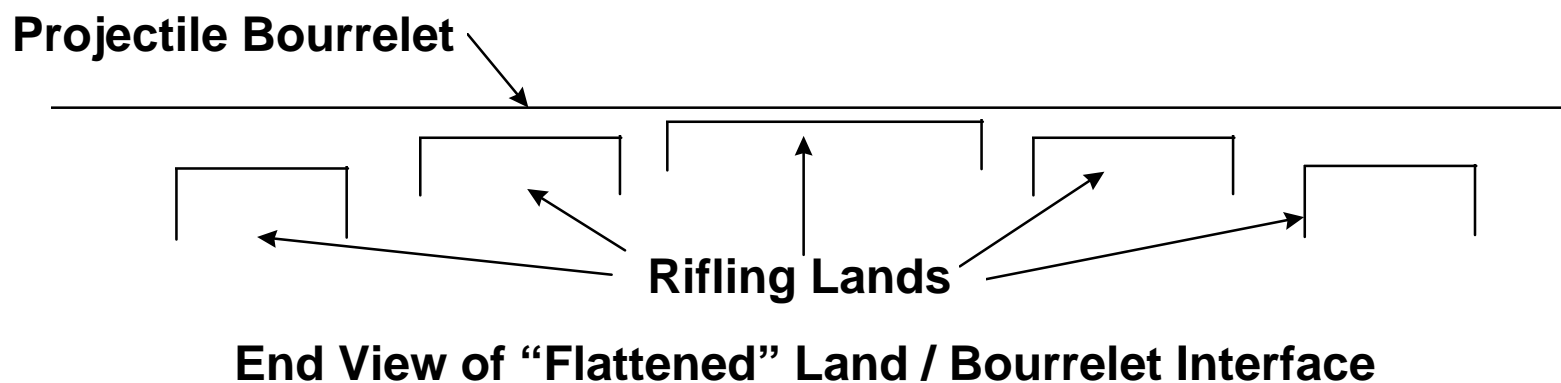 Projectile Bourrelet
Rifling Lands
End View of “Flattened” Land / Bourrelet Interface